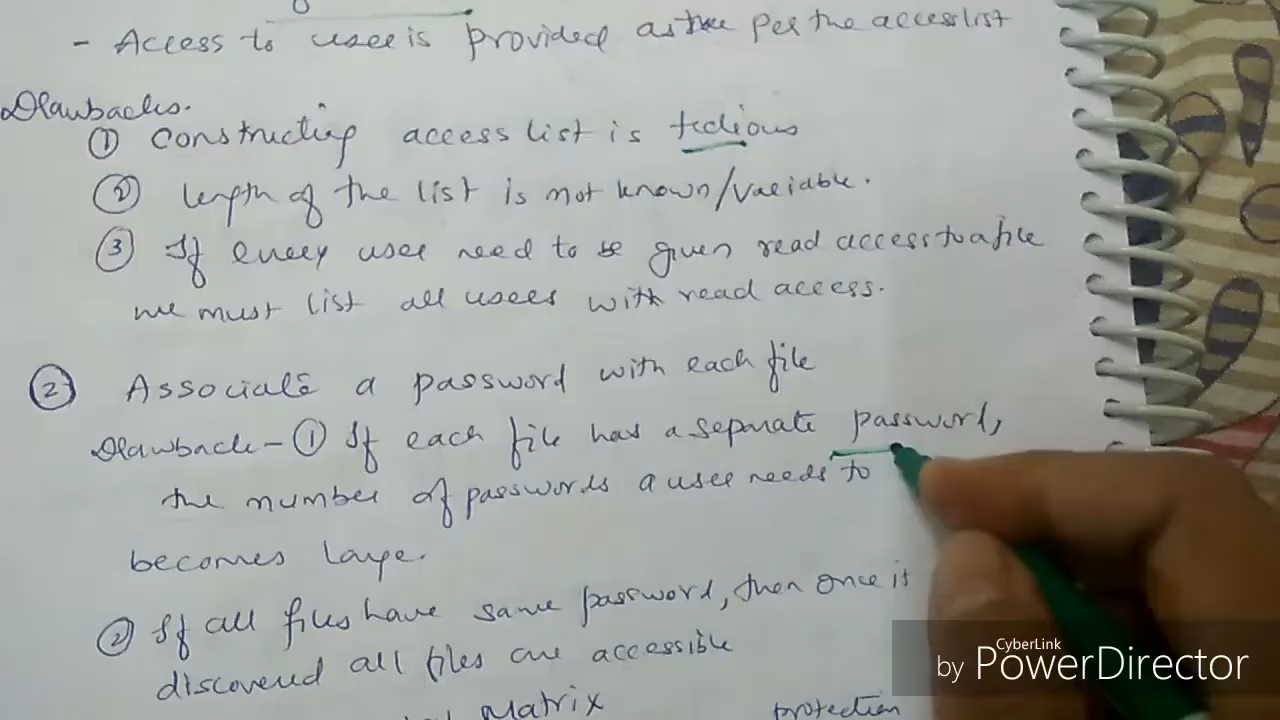 - Access to user is provided as the per the access list
Drawbacks.
① Constructing access list is tedious
② length of the list is not known/variable.
③ If every user need to be given read access to a file
we must list all users with read access.
② Associate a password with each file
Drawback - ① If each file has a separate password,
the number of passwords a user needs to
becomes large.
② If all files have same password, then once it
discovered all files are accessible
Matrix protection
CyberLink
by PowerDirector